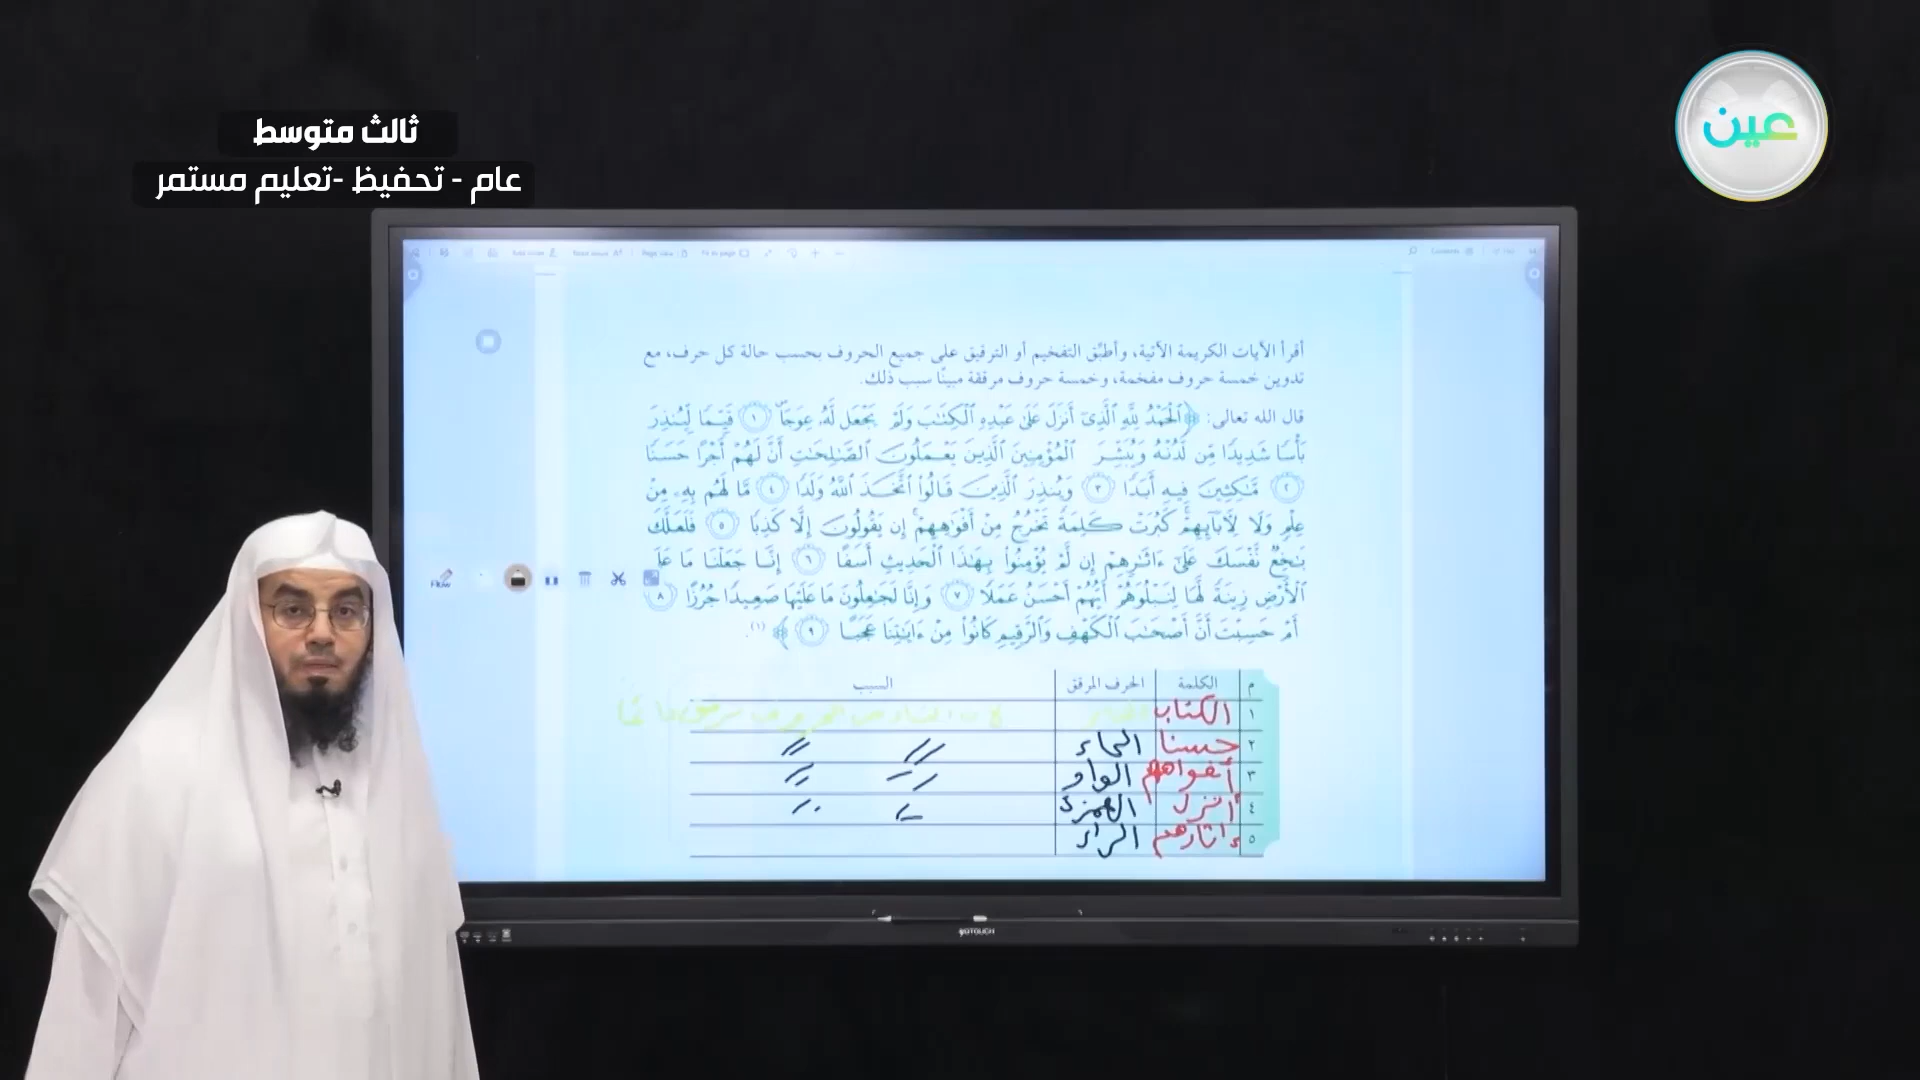 ثالث متوسط
عام - تحفيظ -تعليم مستمر
عين
أقرأ الآيات الكريمة الآتية، وأطبّق التفخيم أو الترقيق على جميع الحروف بحسب حالة كل حرف، مع
تدوين خمسة حروف مفخمة، وخمسة حروف مرققة مبينًا سبب ذلك.
قال الله تعالى: ﴿ٱلۡحَمۡدُ لِلَّهِ ٱلَّذِيٓ أَنزَلَ عَلَىٰ عَبۡدِهِ ٱلۡكِتَٰبَ وَلَمۡ يَجۡعَل لَّهُۥ عِوَجَاۜ ١ قَيِّمٗا لِّيُنذِرَ
بَأۡسٗا شَدِيدٗا مِّن لَّدُنۡهُ وَيُبَشِّرَ ٱلۡمُؤۡمِنِينَ ٱلَّذِينَ يَعۡمَلُونَ ٱلصَّٰلِحَٰتِ أَنَّ لَهُمۡ أَجۡرًا حَسَنٗا
٢ مَّٰكِثِينَ فِيهِ أَبَدٗا ٣ وَيُنذِرَ ٱلَّذِينَ قَالُواْ ٱتَّخَذَ ٱللَّهُ وَلَدٗا ٤ مَّا لَهُم بِهِۦ مِنۡ
عِلۡمٖ وَلَا لِأٓبَآئِهِمۡۚ كَبُرَتۡ كَلِمَةٗ تَخۡرُجُ مِنۡ أَفۡوَٰهِهِمۡۚ إِن يَقُولُونَ إِلَّا كَذِبٗا ٥ فَلَعَلَّكَ
بَٰخِعٞ نَّفۡسَكَ عَلَىٰٓ ءَاثَٰرِهِمۡ إِن لَّمۡ يُؤۡمِنُواْ بِهَٰذَا ٱلۡحَدِيثِ أَسَفًا ٦ إِنَّا جَعَلۡنَا مَا عَلَى
ٱلۡأَرۡضِ زِينَةٗ لَّهَا لِنَبۡلُوَهُمۡ أَيُّهُمۡ أَحۡسَنُ عَمَلٗا ٧ وَإِنَّا لَجَٰعِلُونَ مَا عَلَيۡهَا صَعِيدٗا جُرُزًا ٨
أَمۡ حَسِبۡتَ أَنَّ أَصۡحَٰبَ ٱلۡكَهۡفِ وَٱلرَّقِيمِ كَانُواْ مِنۡ ءَايَٰتِنَا عَجَبًا ٩﴾ (١).
م الكلمة الحرف المرقق السبب
١ الكتاب
٢ حسنا الحاء
٣ أفواههم الواو
٤ أنزل الهمزة
٥ ءاثارهم الراء